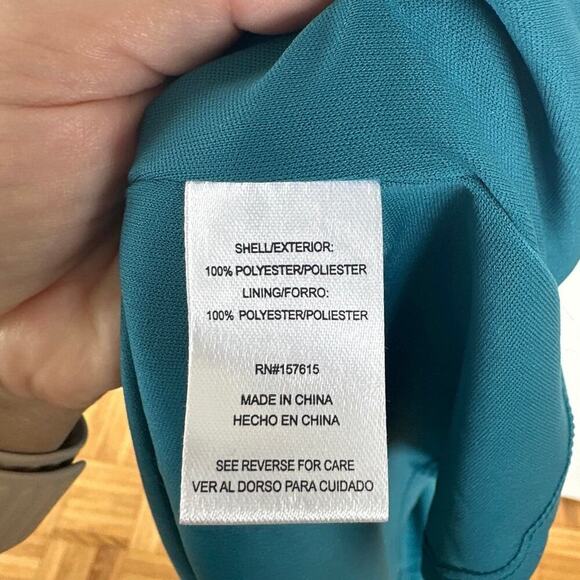 SHELL/EXTERIOR:
100% POLYESTER/POLIESTER
LINING/FORRO:
100% POLYESTER/POLIESTER
RN#157615
MADE IN CHINA
HECHO EN CHINA
SEE REVERSE FOR CARE
VER AL DORSO PARA CUIDADO